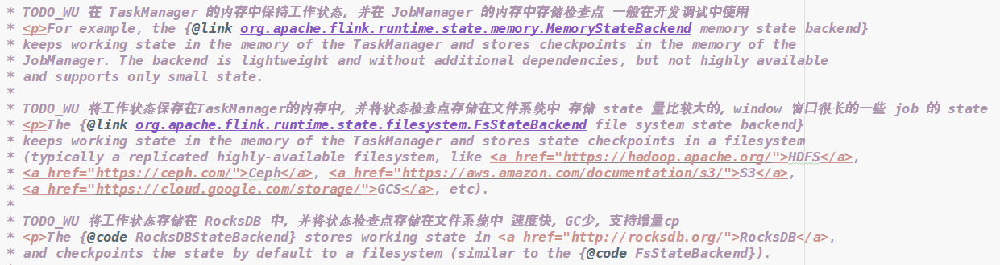 * TODO_WU 在 TaskManager 的内存中保持工作状态，并在 JobManager 的内存中存储检查点 一般在开发调试中使用
* <p>For example, the {@link org.apache.flink.runtime.state.memory.MemoryStateBackend memory state backend}
* keeps working state in the memory of the TaskManager and stores checkpoints in the memory of the
* JobManager. The backend is lightweight and without additional dependencies, but not highly available
* and supports only small state.
*
* TODO_WU 将工作状态保存在TaskManager的内存中，并将状态检查点存储在文件系统中 存储 state 量比较大的，window 窗口很长的一些 job 的 state
* <p>The {@link org.apache.flink.runtime.state.filesystem.FsStateBackend file system state backend}
* keeps working state in the memory of the TaskManager and stores state checkpoints in a filesystem
* (typically a replicated highly-available filesystem, like <a href="https://hadoop.apache.org/">HDFS</a>,
* <a href="https://ceph.com/">Ceph</a>, <a href="https://aws.amazon.com/documentation/s3/">S3</a>,
* <a href="https://cloud.google.com/storage/">GCS</a>, etc).
*
* TODO_WU 将工作状态存储在 RocksDB 中，并将状态检查点存储在文件系统中 速度快，GC少，支持增量cp
* <p>The {@code RocksDBStateBackend} stores working state in <a href="http://rocksdb.org/">RocksDB</a>,
* and checkpoints the state by default to a filesystem (similar to the {@code FsStateBackend}).